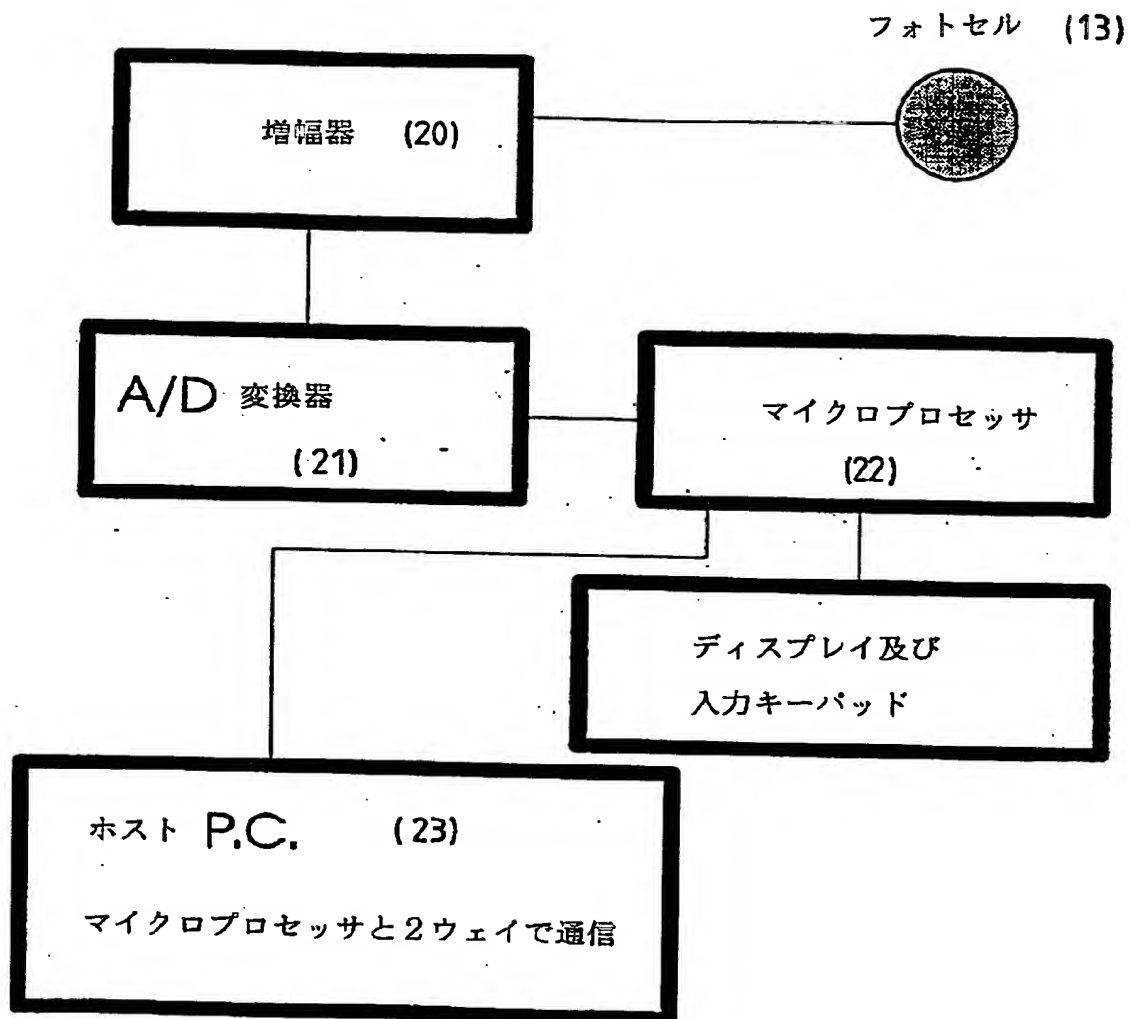 フォトセル (13)
増幅器 (20)
A/D 変換器
(21)
マイクロプロセッサ
(22)
ディスプレイ及び
入力キーパッド
ホスト P.C. (23)
マイクロプロセッサと2ウェイで通信